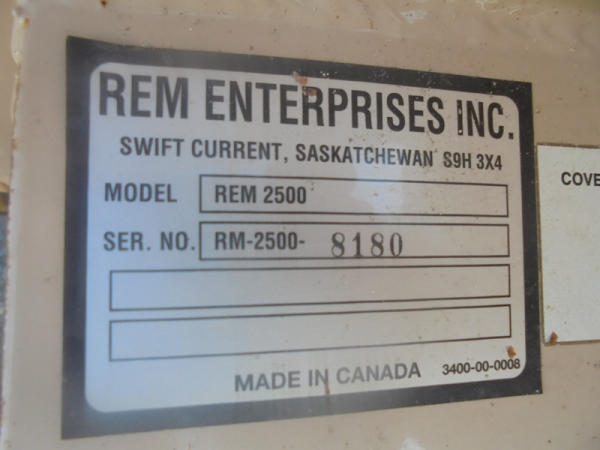 REM ENTERPRISES INC.
SWIFT CURRENT, SASKATCHEWAN S9H 3X4
MODEL REM 2500
SER. NO. RM-2500- 8180
MADE IN CANADA 3400-00-0008
COVE